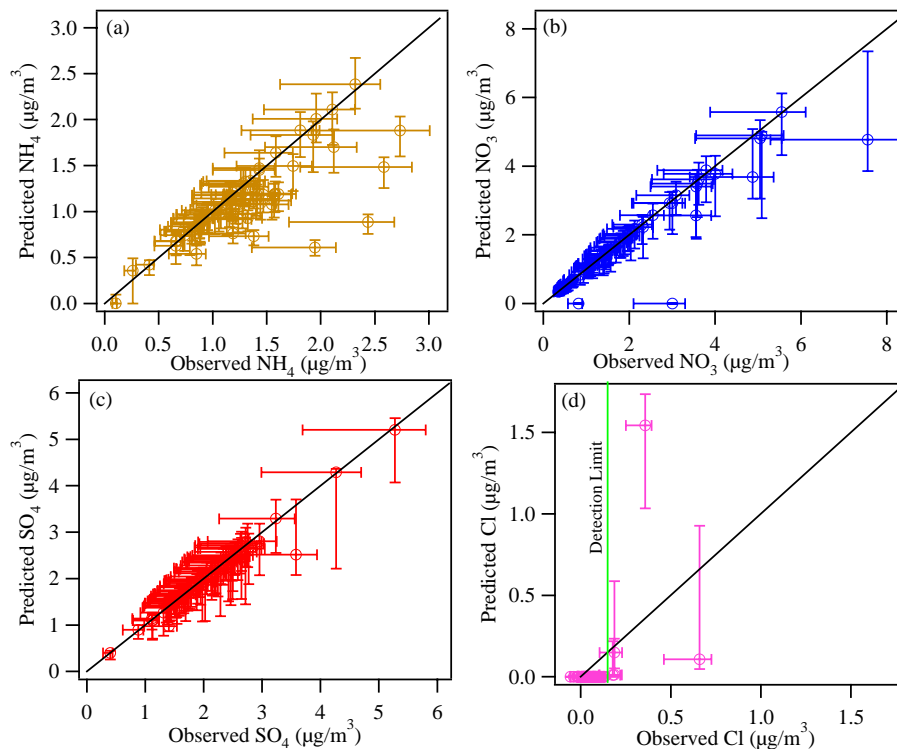 (a)
3.0
2.5
2.0
1.5
1.0
0.5
0.0
Predicted NH4 (µg/m3)
0.0 0.5 1.0 1.5 2.0 2.5 3.0
Observed NH4 (µg/m3)
(b)
8
6
4
2
0
Predicted NO3 (µg/m3)
0 2 4 6 8
Observed NO3 (µg/m3)
(c)
6
5
4
3
2
1
0
Predicted SO4 (µg/m3)
0 1 2 3 4 5 6
Observed SO4 (µg/m3)
(d)
1.5
1.0
0.5
0.0
Predicted Cl (µg/m3)
Detection Limit
0.0 0.5 1.0 1.5
Observed Cl (µg/m3)